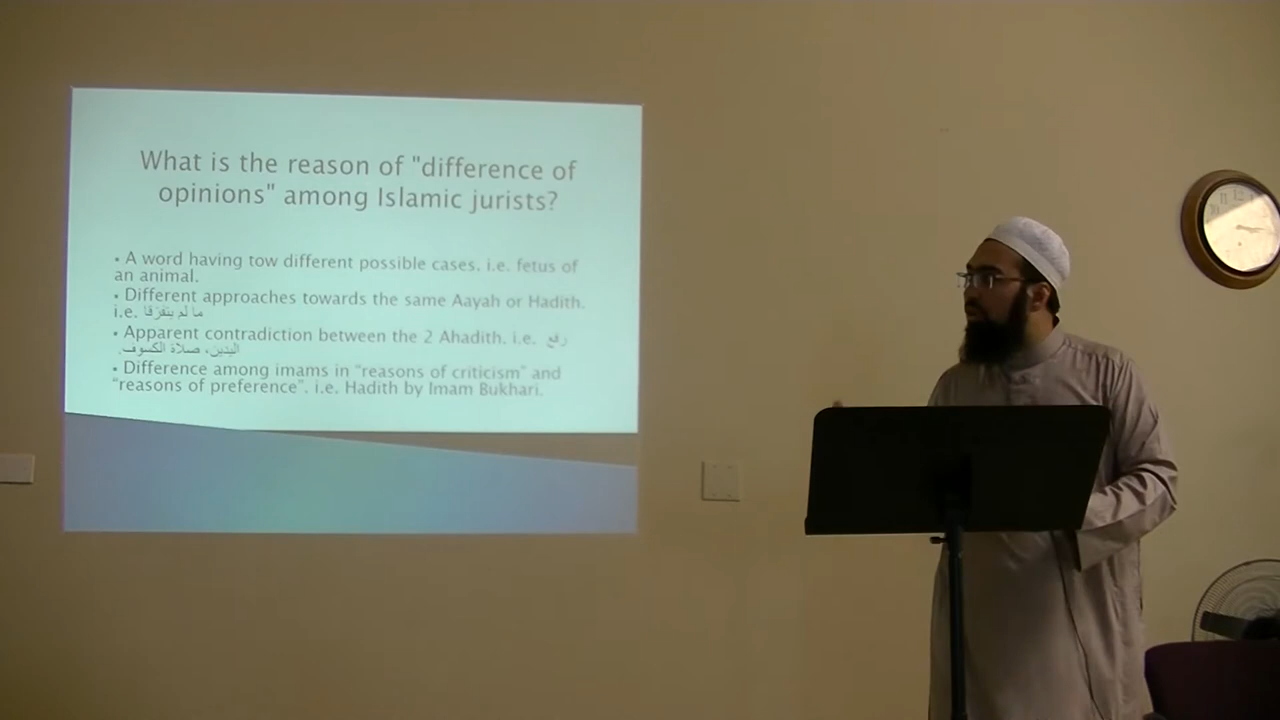 What is the reason of "difference of
opinions" among Islamic jurists?
• A word having tow different possible cases. i.e. fetus of
an animal.
• Different approaches towards the same Aayah or Hadith.
i.e. ما لم يتفرقا
• Apparent contradiction between the 2 Ahadith. i.e. رفع
اليدين، صلاة الكسوف.
• Difference among imams in “reasons of criticism” and
“reasons of preference”. i.e. Hadith by Imam Bukhari.
11 12
10